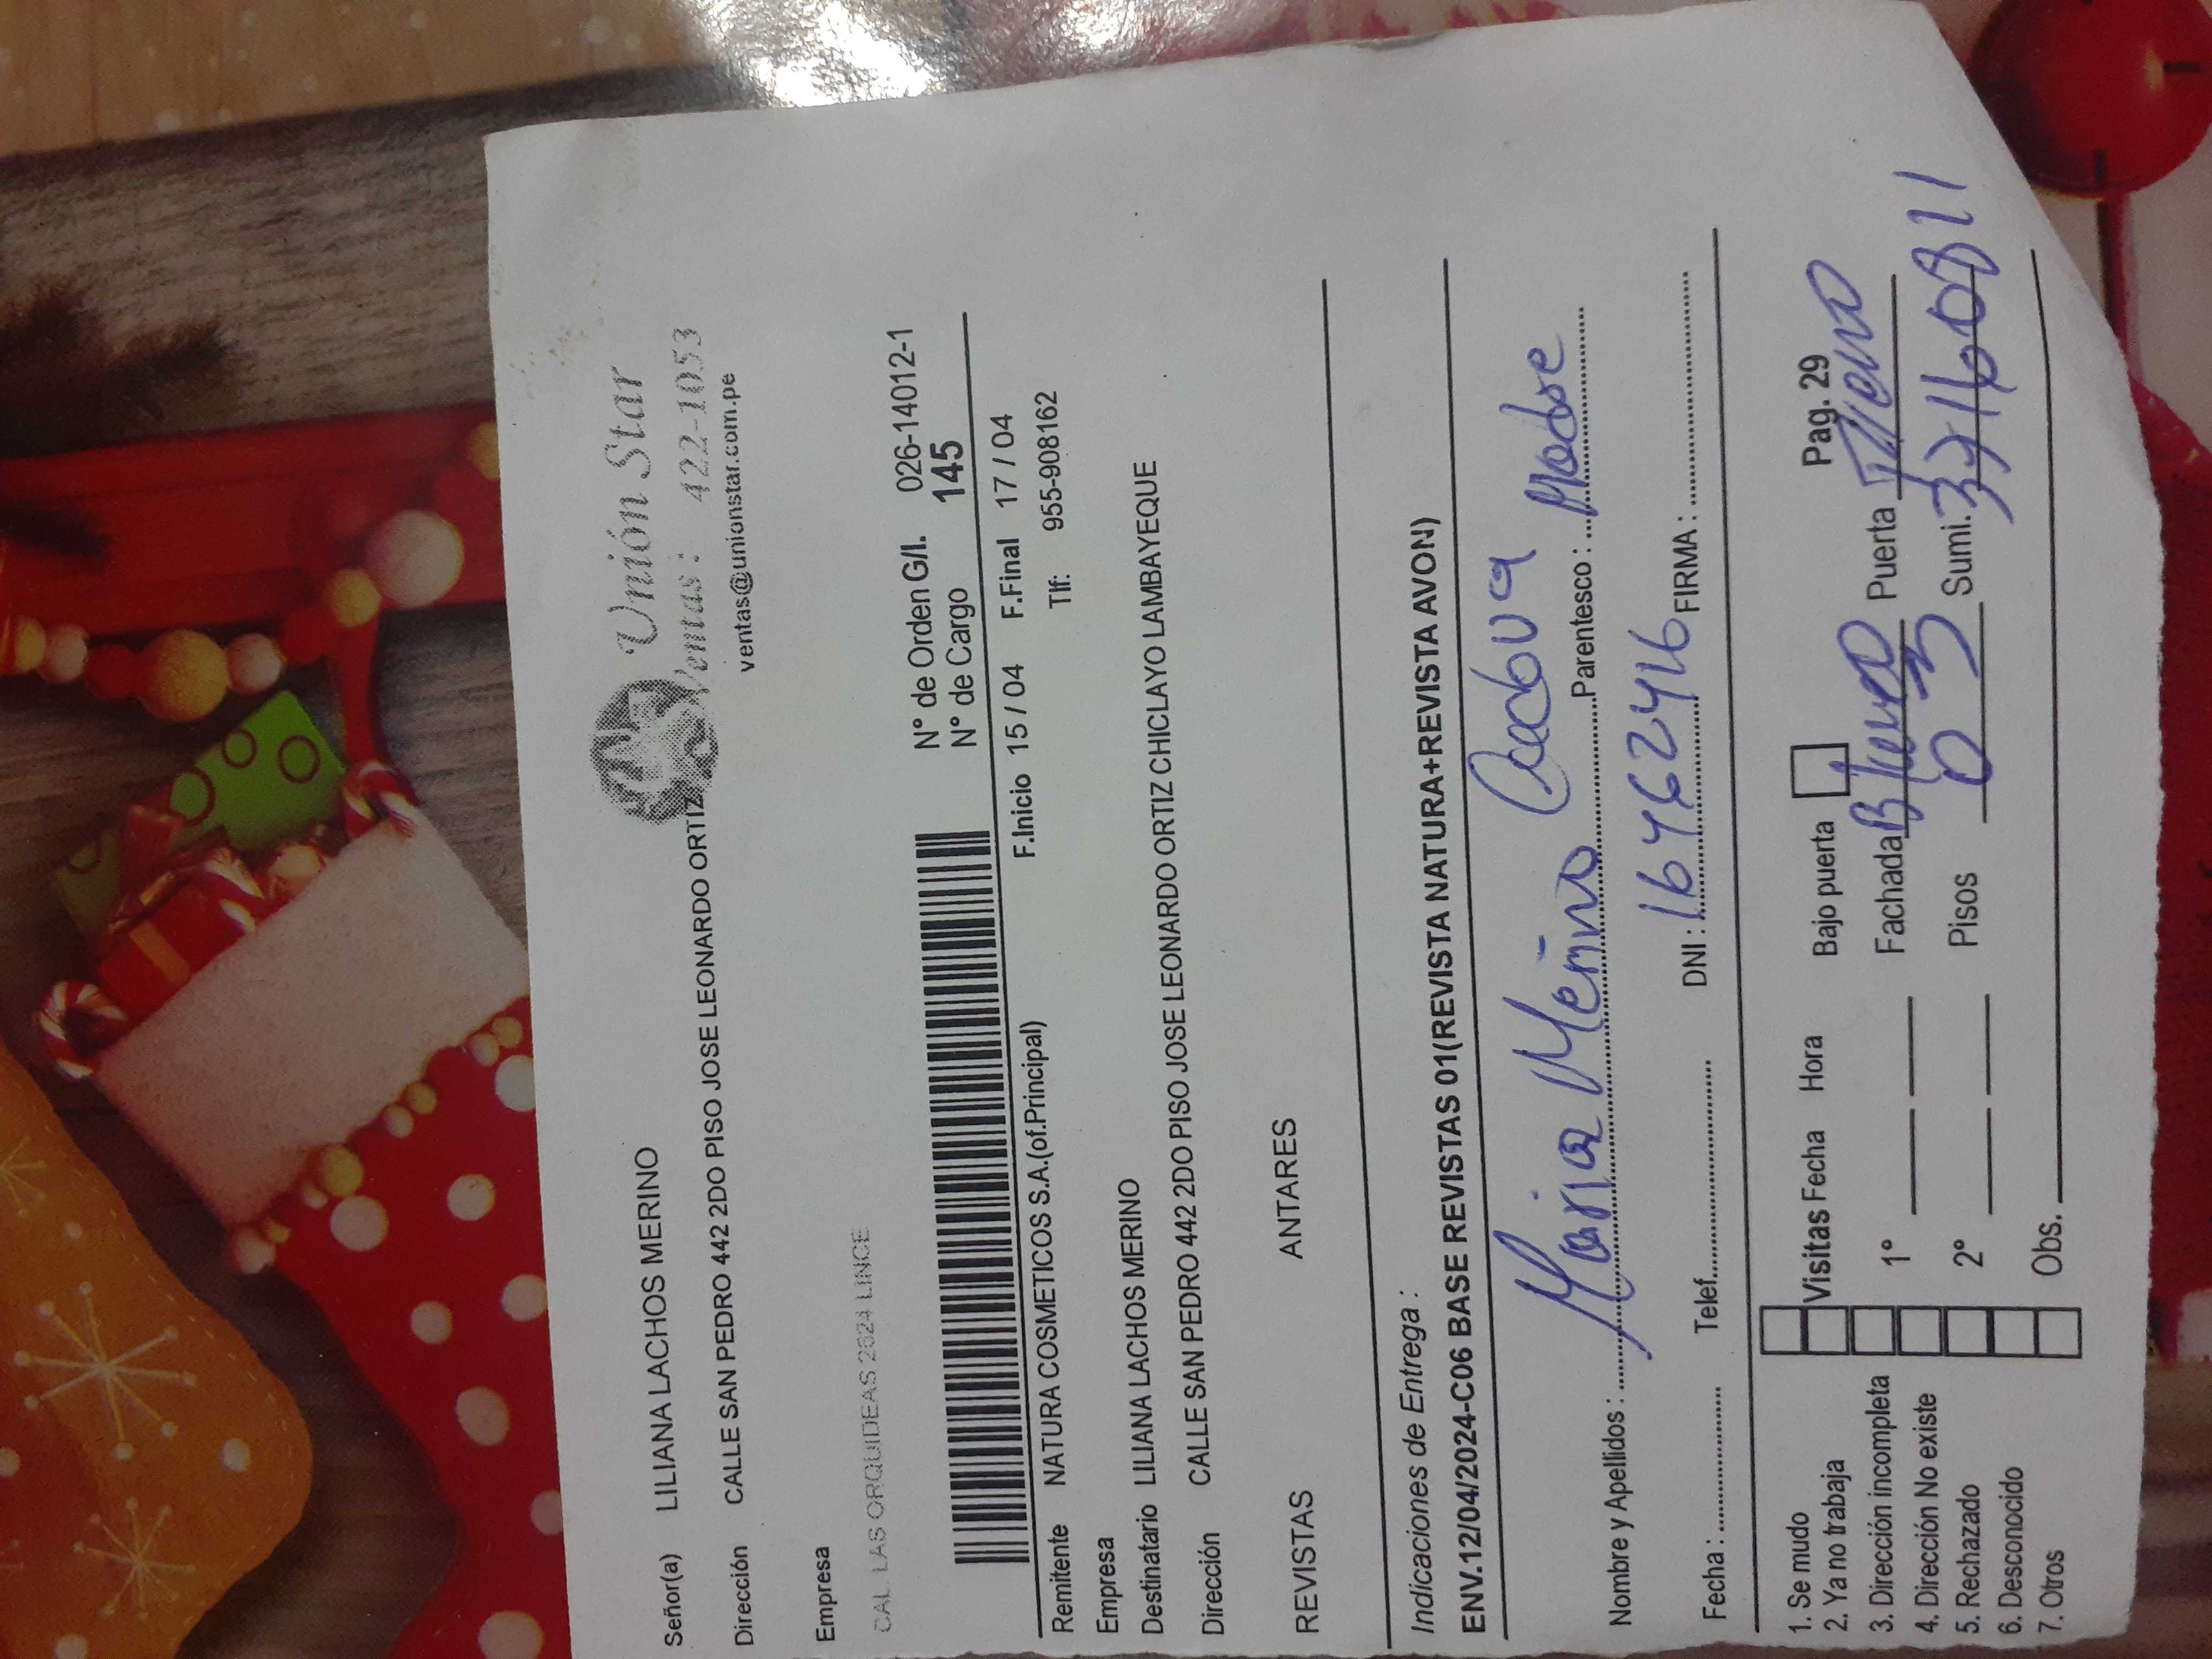 Unión Star
Ventas: 422-1053
ventas@unionstar.com.pe
Señor(a) LILIANA LACHOS MERINO
Dirección CALLE SAN PEDRO 442 2DO PISO JOSE LEONARDO ORTIZ
Empresa
CAL. LAS ORQUIDEAS 2624 LINCE
N° de Orden G/I. 026-14012-1
N° de Cargo 145
F.Inicio 15 / 04 F.Final 17 / 04
Remitente NATURA COSMETICOS S.A.(of.Principal) Tlf: 955-908162
Empresa
Destinatario LILIANA LACHOS MERINO
Dirección CALLE SAN PEDRO 442 2DO PISO JOSE LEONARDO ORTIZ CHICLAYO LAMBAYEQUE
REVISTAS ANTARES
Indicaciones de Entrega :
ENV.12/04/2024-C06 BASE REVISTAS 01(REVISTA NATURA+REVISTA AVON)
Nombre y Apellidos : Maria Merino Parentesco : Madre
Fecha : Telef. DNI : 16462416 FIRMA :
Pag. 29
1. Se mudo
2. Ya no trabaja
3. Dirección incompleta
4. Dirección No existe
5. Rechazado
6. Desconocido
7. Otros
Visitas Fecha Hora Bajo puerta
1° Fachada Puerta
2° Pisos 03 Sumi.
Obs.